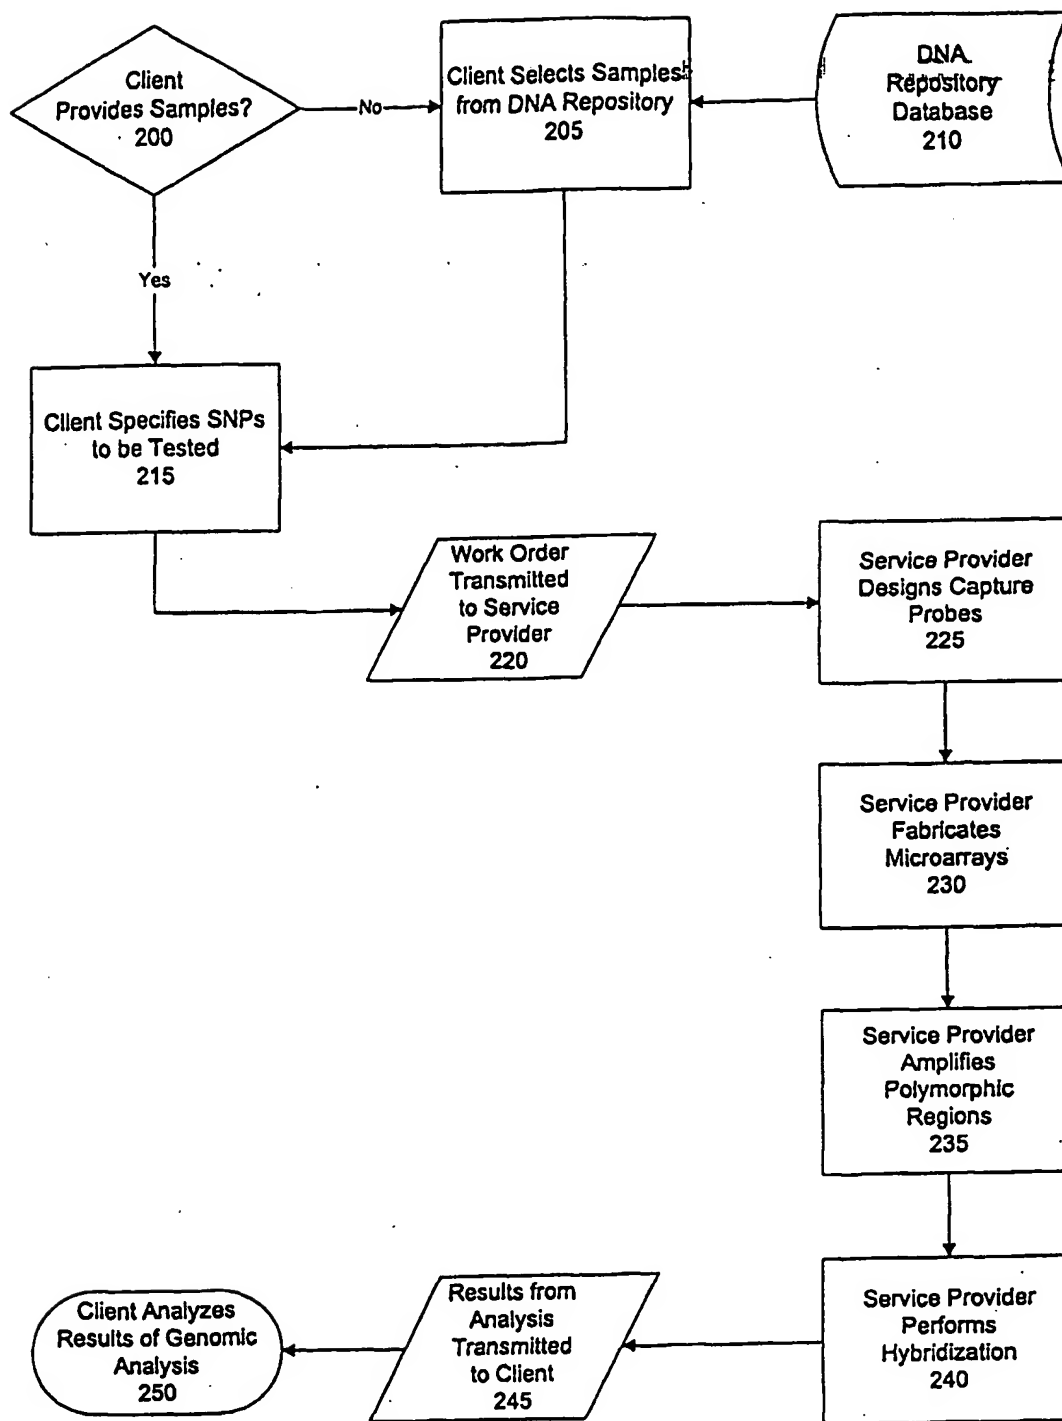 Client
Provides Samples?
200
No
Client Selects Samples
from DNA Repository
205
DNA
Repository
Database
210
Yes
Client Specifies SNPs
to be Tested
215
Work Order
Transmitted
to Service
Provider
220
Service Provider
Designs Capture
Probes
225
Service Provider
Fabricates
Microarrays
230
Service Provider
Amplifies
Polymorphic
Regions
235
Service Provider
Performs
Hybridization
240
Results from
Analysis
Transmitted
to Client
245
Client Analyzes
Results of Genomic
Analysis
250